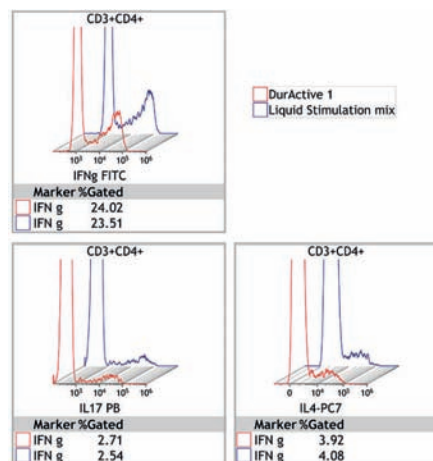 CD3+CD4+
10³ 10⁴ 10⁵ 10⁶
IFNg FITC
Marker %Gated
IFN g 24.02
IFN g 23.51
DurActive 1
Liquid Stimulation mix
CD3+CD4+
10³ 10⁴ 10⁵ 10⁶
IL17 PB
Marker %Gated
IFN g 2.71
IFN g 2.54
CD3+CD4+
0 10⁴ 10⁵ 10⁶
IL4-PC7
Marker %Gated
IFN g 3.92
IFN g 4.08